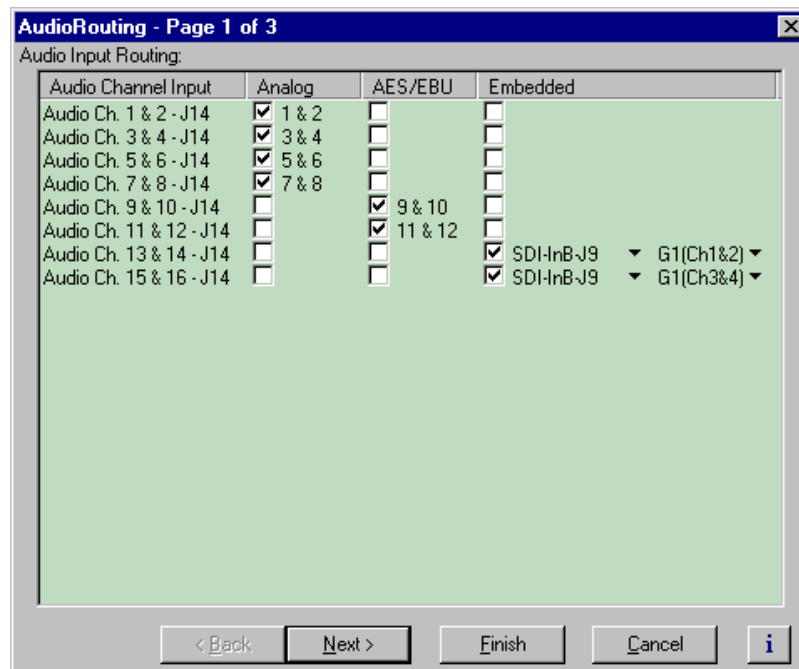 AudioRouting - Page 1 of 3
Audio Input Routing:
Audio Channel Input Analog AES/EBU Embedded
Audio Ch. 1 & 2 - J14 1 & 2
Audio Ch. 3 & 4 - J14 3 & 4
Audio Ch. 5 & 6 - J14 5 & 6
Audio Ch. 7 & 8 - J14 7 & 8
Audio Ch. 9 & 10 - J14 9 & 10
Audio Ch. 11 & 12 - J14 11 & 12
Audio Ch. 13 & 14 - J14 SDI-InB-J9 G1(Ch1&2)
Audio Ch. 15 & 16 - J14 SDI-InB-J9 G1(Ch3&4)
< Back Next > Finish Cancel i